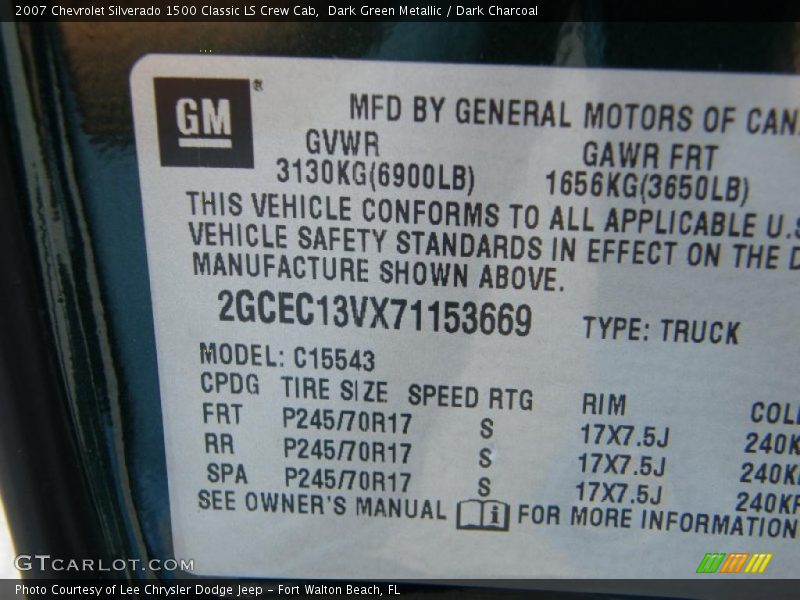 2007 Chevrolet Silverado 1500 Classic LS Crew Cab,  Dark Green Metallic / Dark Charcoal
GM ®
MFD BY GENERAL MOTORS OF CAN
GVWR GAWR FRT
3130KG(6900LB) 1656KG(3650LB)
THIS VEHICLE CONFORMS TO ALL APPLICABLE U.S
VEHICLE SAFETY STANDARDS IN EFFECT ON THE D
MANUFACTURE SHOWN ABOVE.
2GCEC13VX71153669 TYPE: TRUCK
MODEL: C15543
CPDG TIRE SIZE SPEED RTG RIM COL
FRT P245/70R17 S 17X7.5J 240K
RR P245/70R17 S 17X7.5J 240K
SPA P245/70R17 S 17X7.5J 240KP
SEE OWNER'S MANUAL i FOR MORE INFORMATION
GTCARLOT.COM
Photo Courtesy of Lee Chrysler Dodge Jeep – Fort Walton Beach, FL